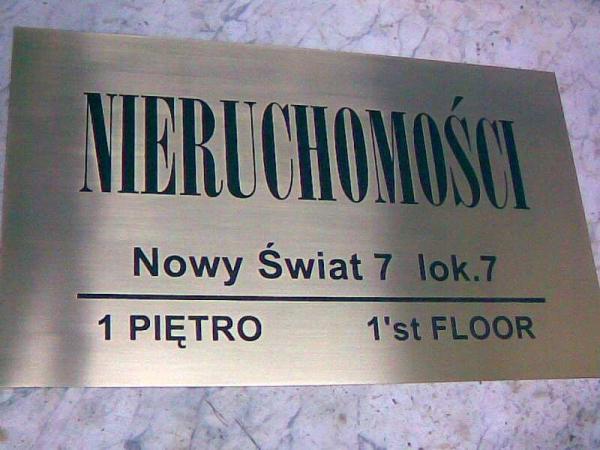 NIERUCHOMOŚCI
Nowy Świat 7 lok.7
1 PIĘTRO 1'st FLOOR